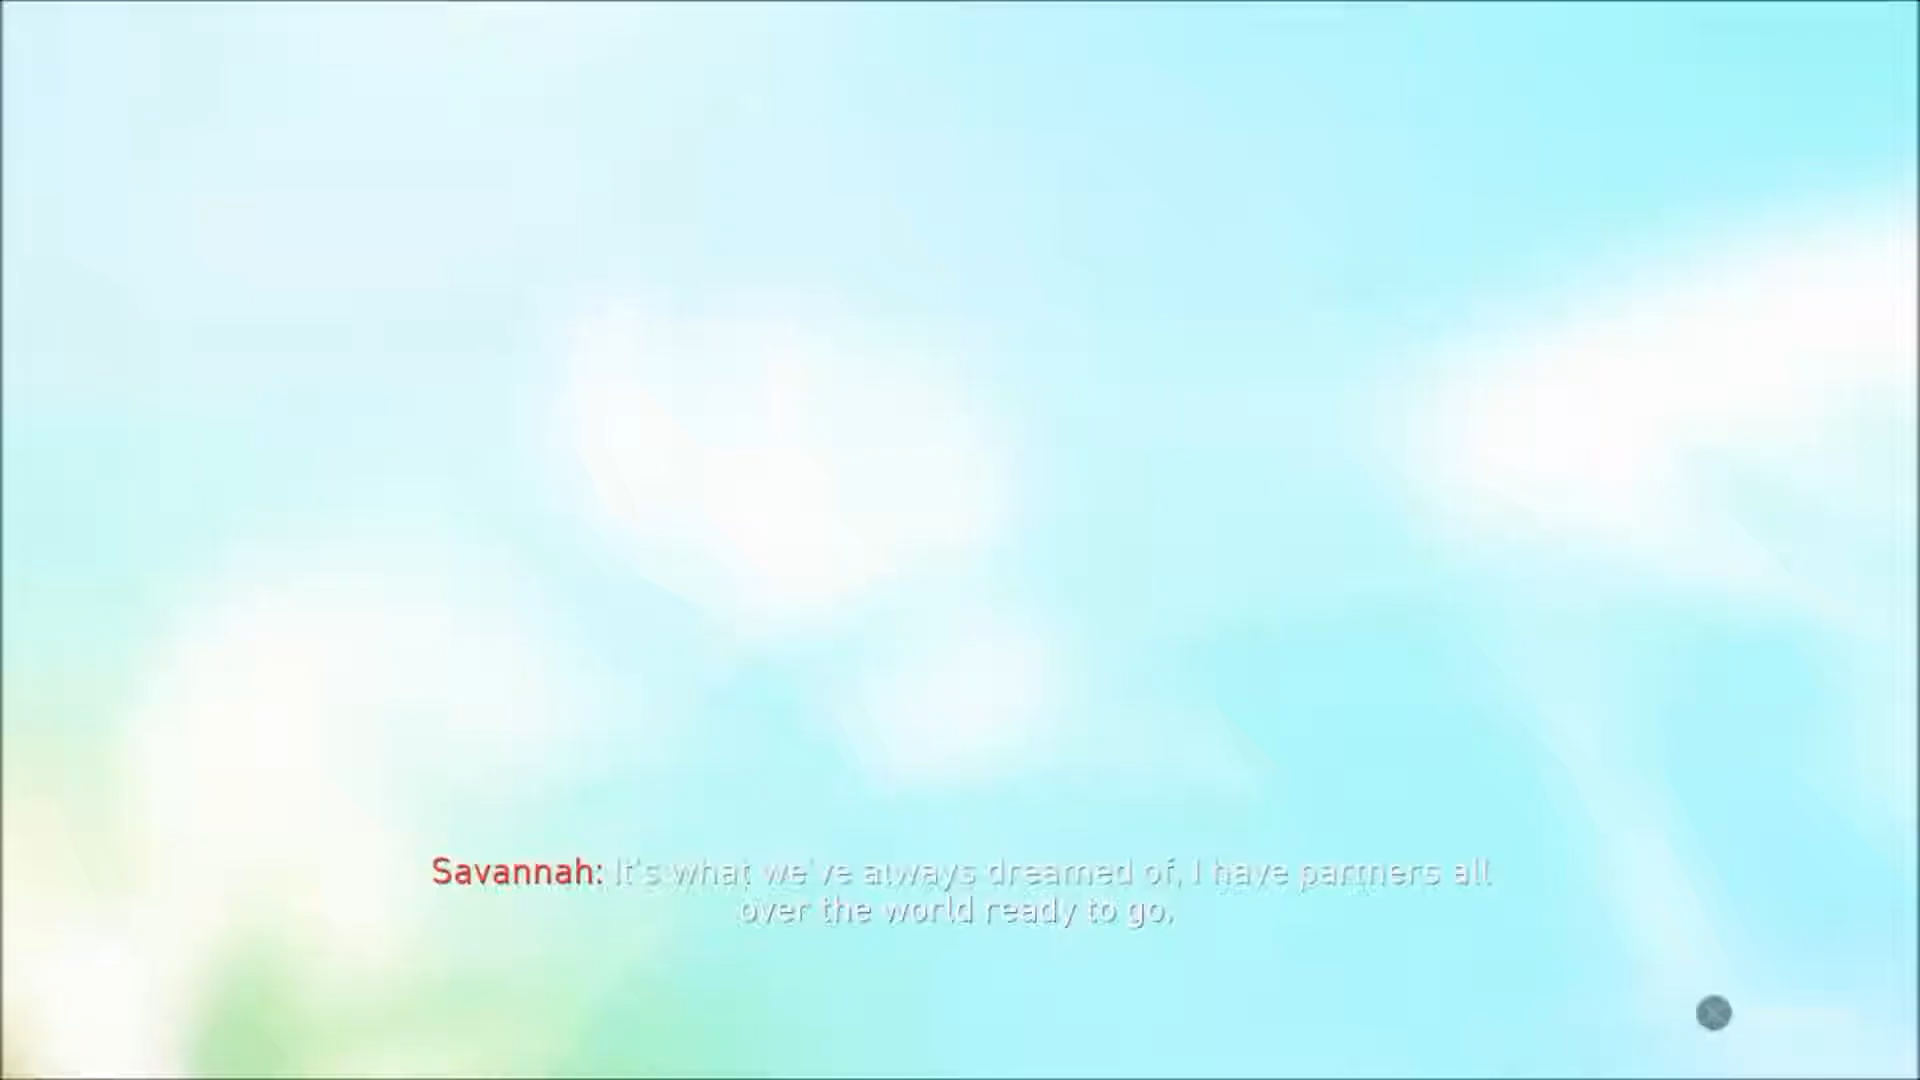 Savannah: It's what we've always dreamed of, I have partners all
over the world ready to go.